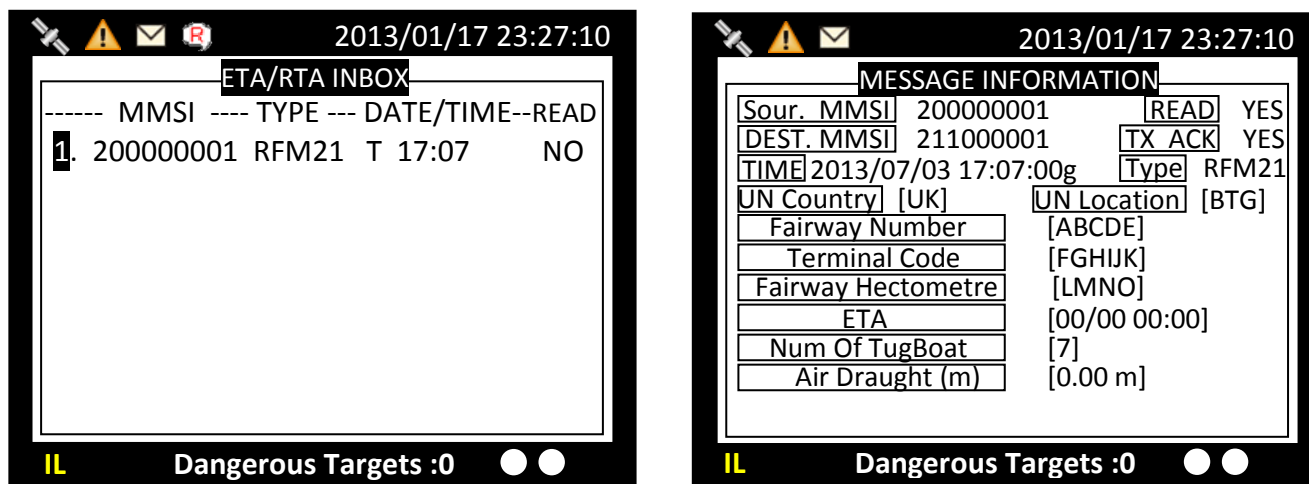 R 2013/01/17 23:27:10
ETA/RTA INBOX
------ MMSI ---- TYPE --- DATE/TIME--READ
1. 200000001 RFM21 T 17:07 NO
IL Dangerous Targets :0
2013/01/17 23:27:10
MESSAGE INFORMATION
Sour. MMSI 200000001 READ YES
DEST. MMSI 211000001 TX ACK YES
TIME 2013/07/03 17:07:00g Type RFM21
UN Country [UK] UN Location [BTG]
Fairway Number [ABCDE]
Terminal Code [FGHIJK]
Fairway Hectometre [LMNO]
ETA [00/00 00:00]
Num Of TugBoat [7]
Air Draught (m) [0.00 m]
IL Dangerous Targets :0